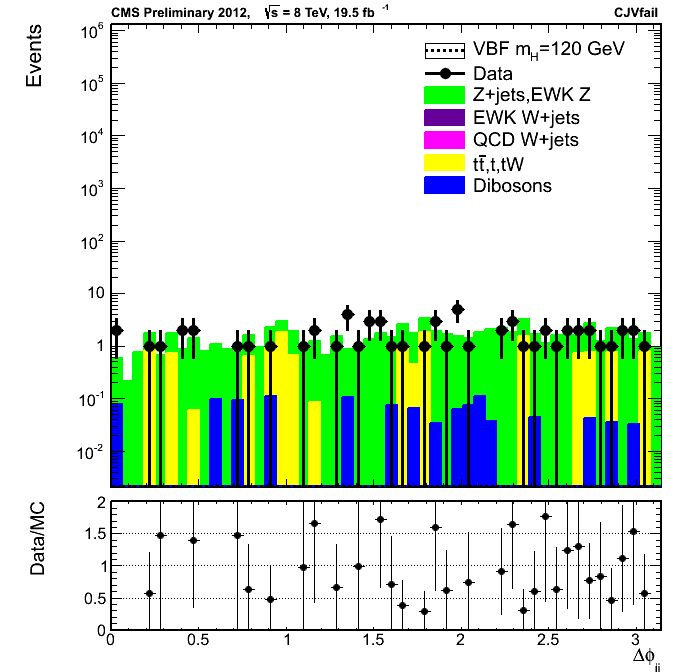 CMS Preliminary 2012, √s = 8 TeV, 19.5 fb⁻¹ CJVfail
Events
10⁶
10⁵
10⁴
10³
10²
10
1
10⁻¹
10⁻²
VBF m_H=120 GeV
Data
Z+jets,EWK Z
EWK W+jets
QCD W+jets
tt̄,t,tW
Dibosons
Data/MC
2
1.5
1
0.5
0
0 0.5 1 1.5 2 2.5 3
Δϕ_jj